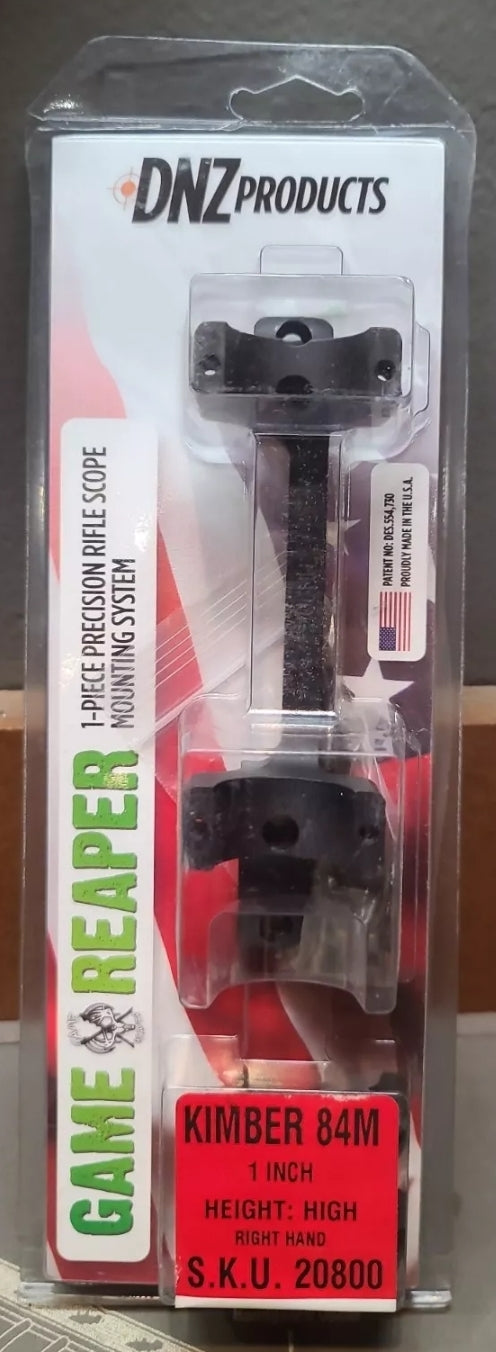 DNZ PRODUCTS
GAME REAPER
1-PIECE PRECISION RIFLE SCOPE
MOUNTING SYSTEM
PATENT NO: DES.554,730
PROUDLY MADE IN THE U.S.A.
KIMBER 84M
1 INCH
HEIGHT: HIGH
RIGHT HAND
S.K.U. 20800